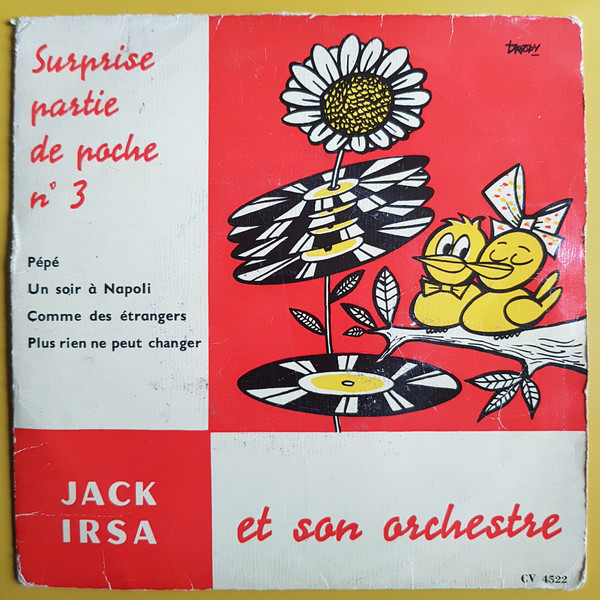 Surprise
partie
de poche
n° 3
Pépé
Un soir à Napoli
Comme des étrangers
Plus rien ne peut changer
JACK
IRSA
et son orchestre
CV 4522